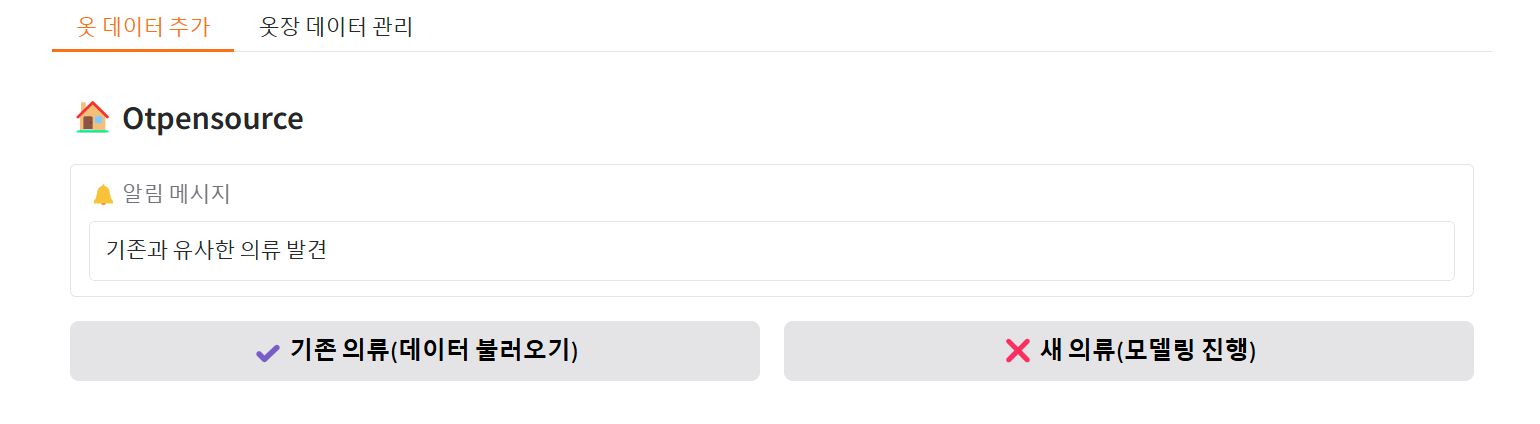 옷 데이터 추가 옷장 데이터 관리
Otpensource
알림 메시지
기존과 유사한 의류 발견
기존 의류(데이터 불러오기) 새 의류(모델링 진행)